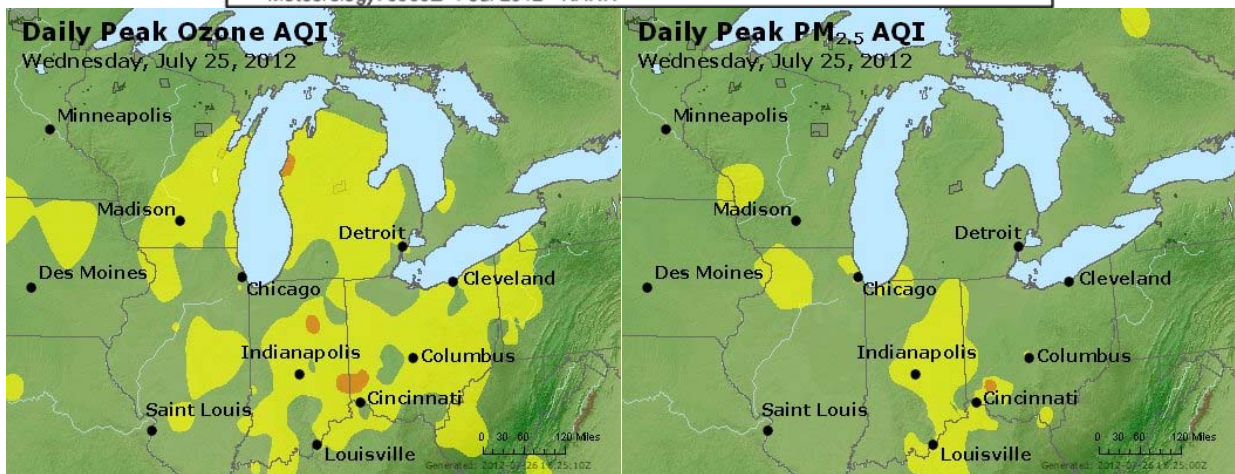 Daily Peak Ozone AQI
Wednesday, July 25, 2012
Minneapolis
Madison
Detroit
Des Moines
Chicago
Cleveland
Indianapolis
Columbus
Saint Louis
Cincinnati
Louisville
0 30 60 120 Miles
Daily Peak PM2.5 AQI
Wednesday, July 25, 2012
Minneapolis
Madison
Detroit
Des Moines
Chicago
Cleveland
Indianapolis
Columbus
Saint Louis
Cincinnati
Louisville
0 30 60 120 Miles